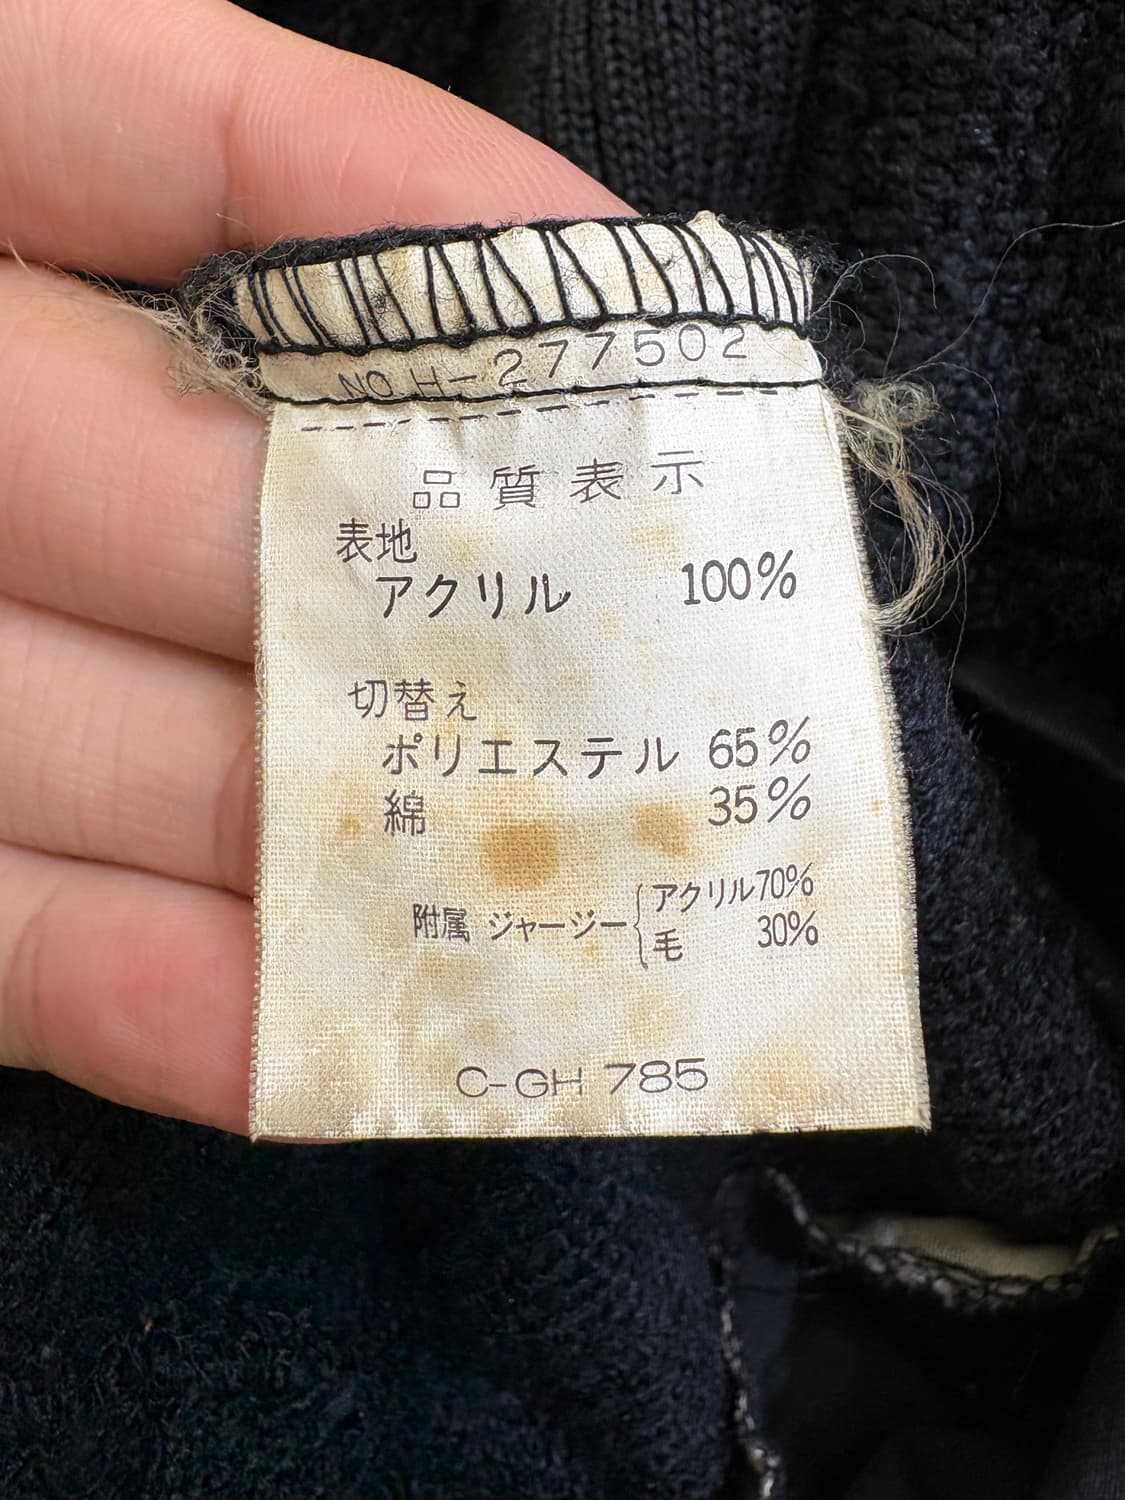 NO. H-277502
品質表示
表地
アクリル 100%
切替え
ポリエステル 65%
綿 35%
附属 ジャージー { アクリル 70%
毛 30%
C-GH 785